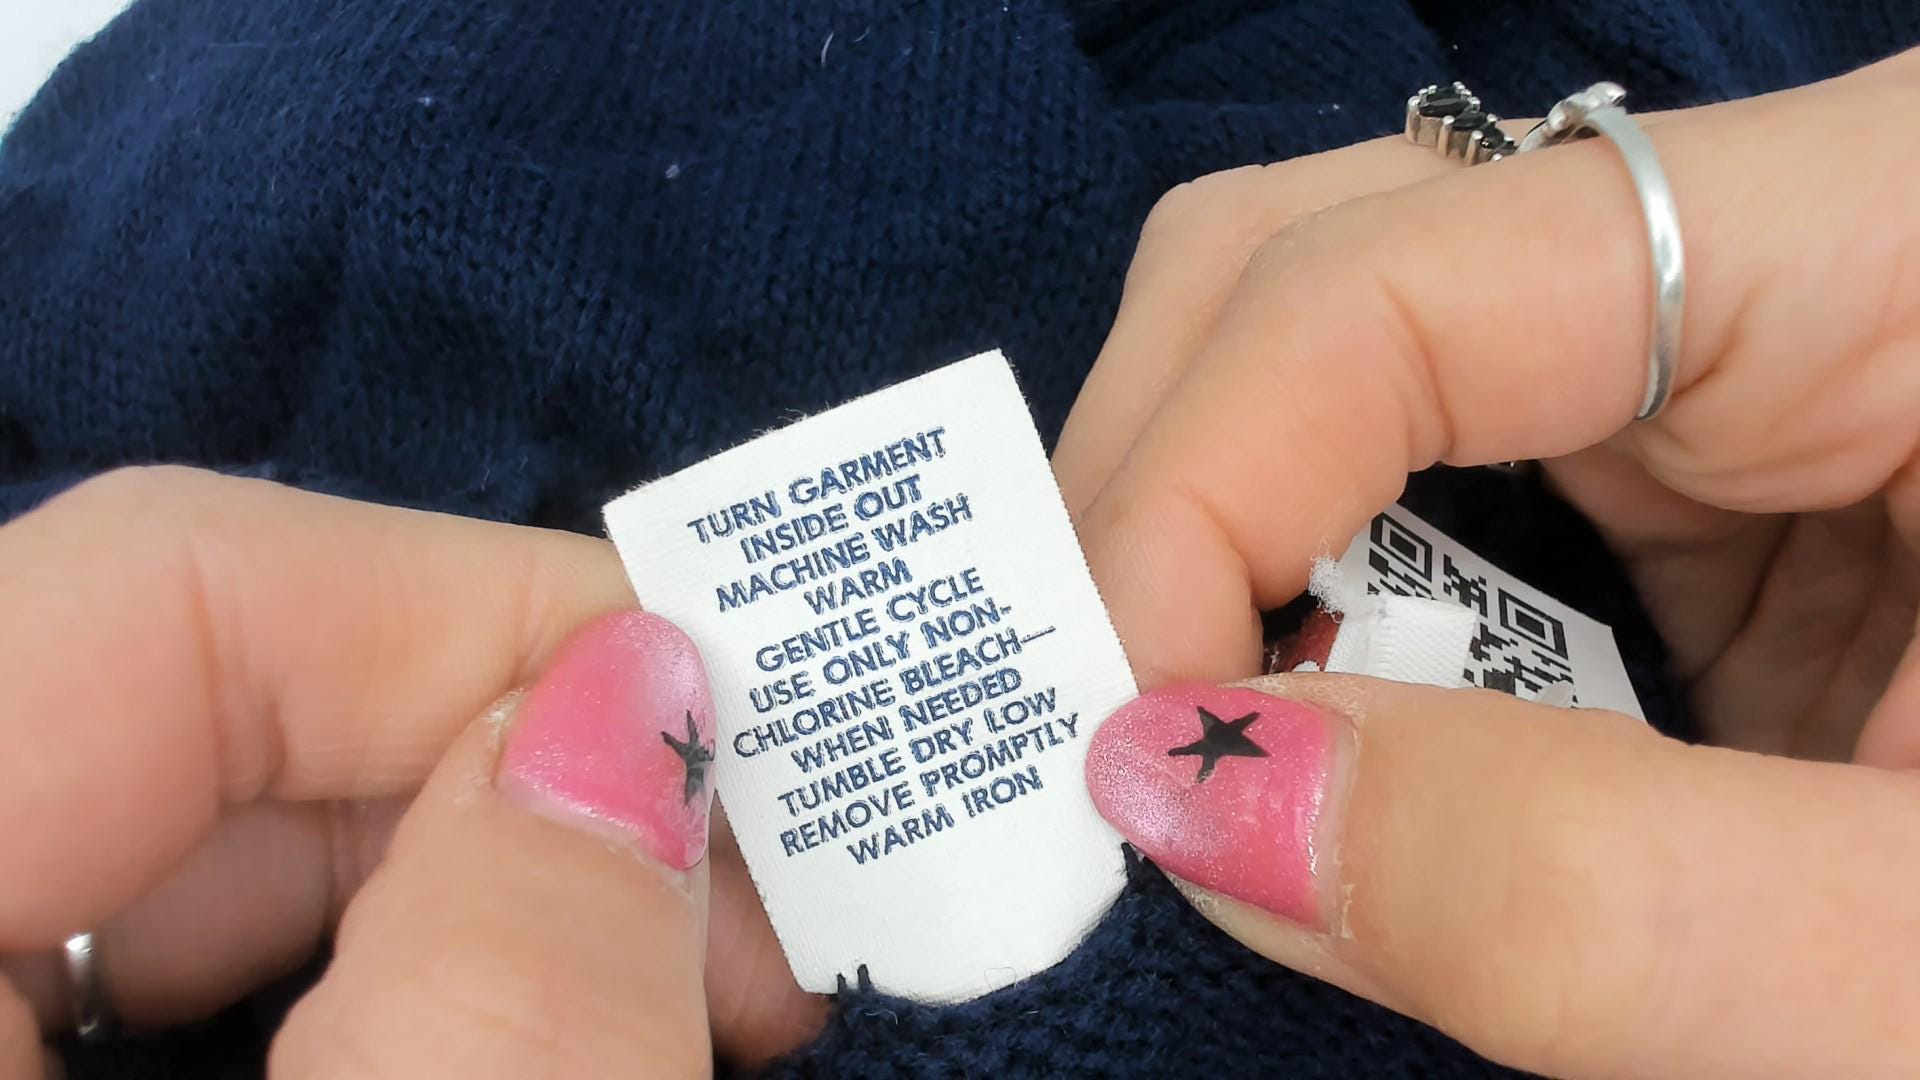 TURN GARMENT
INSIDE OUT
MACHINE WASH
WARM
GENTLE CYCLE
USE ONLY NON-
CHLORINE BLEACH—
WHEN NEEDED
TUMBLE DRY LOW
REMOVE PROMPTLY
WARM IRON